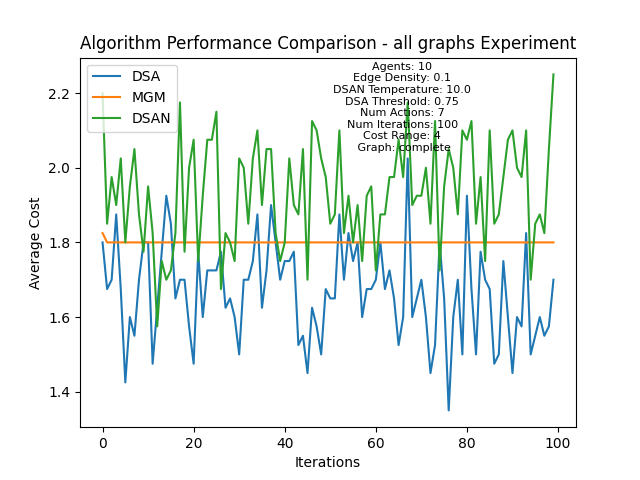 Algorithm Performance Comparison - all graphs Experiment
DSA
MGM
DSAN
Agents: 10
Edge Density: 0.1
DSAN Temperature: 10.0
DSA Threshold: 0.75
Num Actions: 7
Num Iterations: 100
Cost Range: 4
Graph: complete
Average Cost
2.2
2.0
1.8
1.6
1.4
0
20
40
60
80
100
Iterations